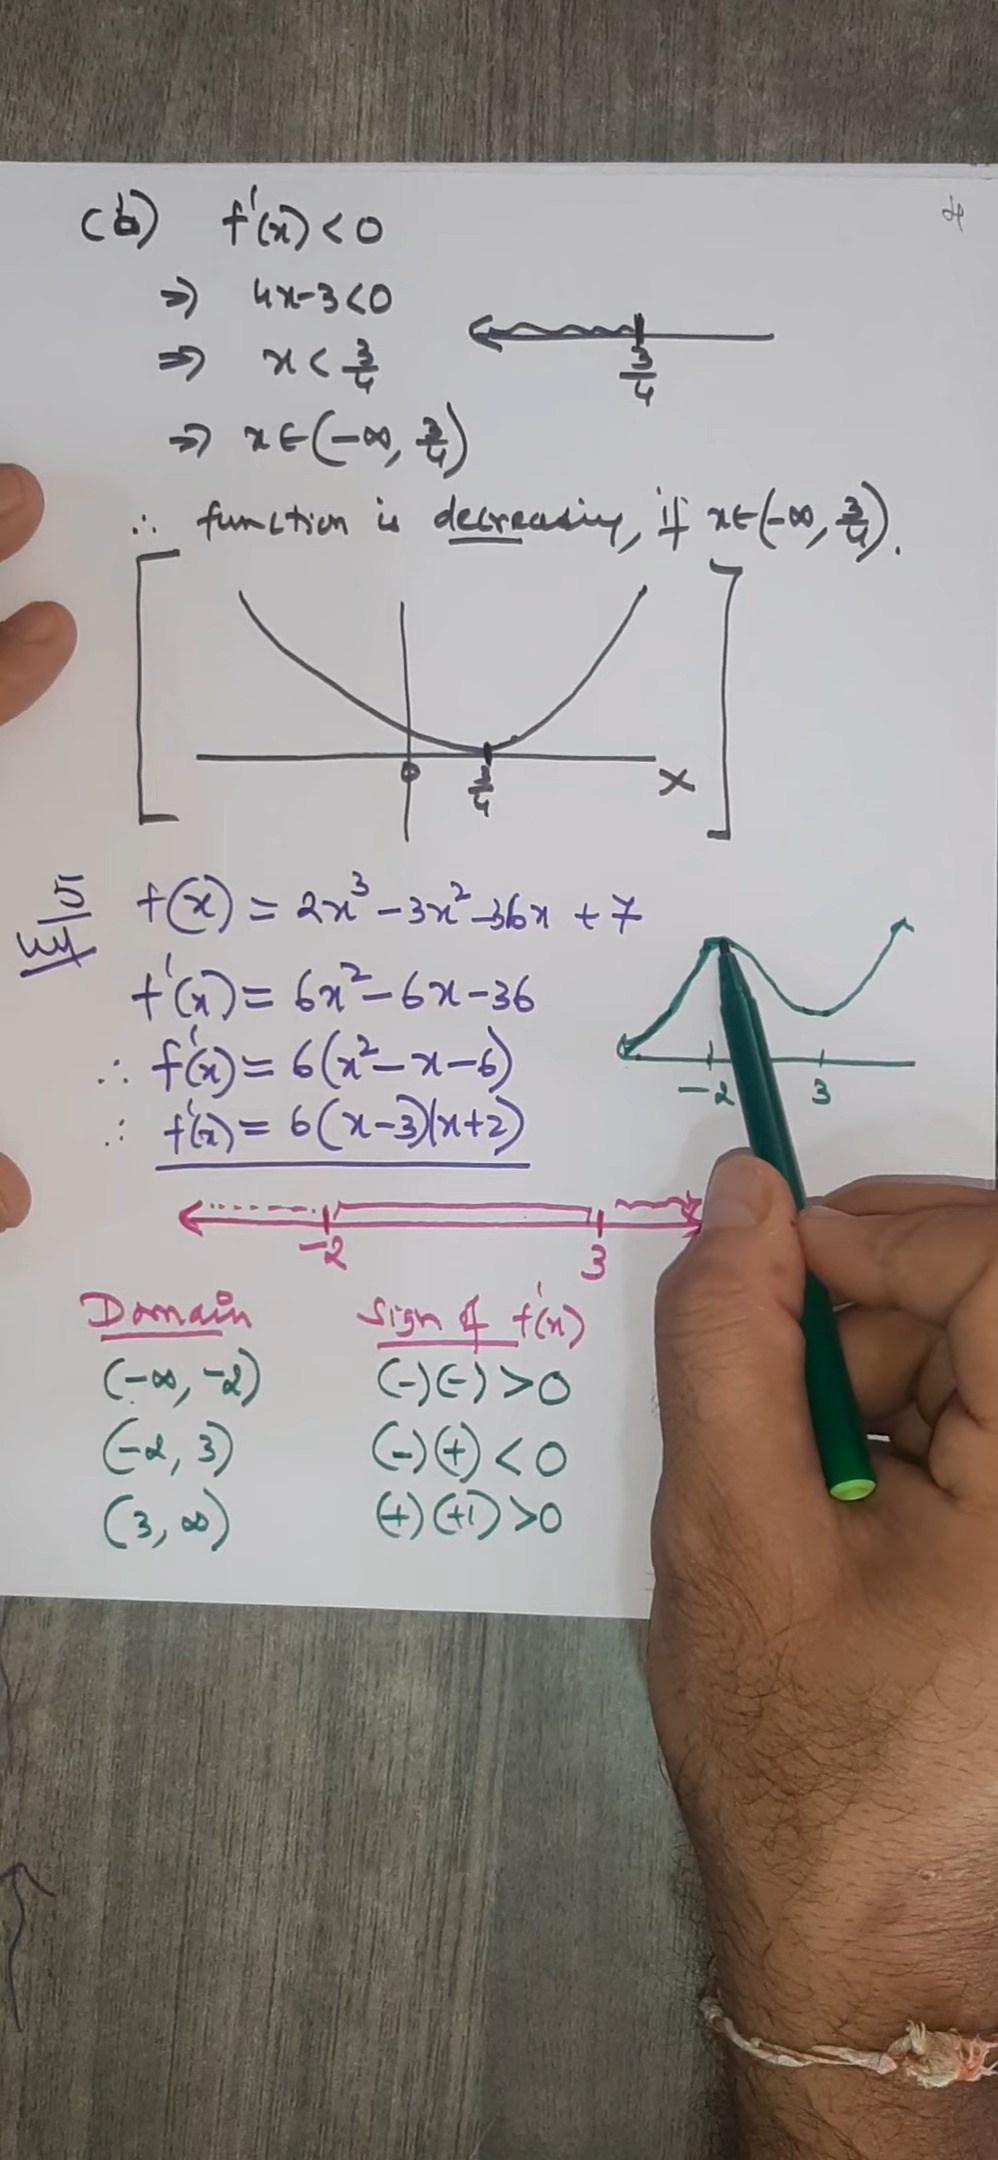 (b) f'(x) < 0
⇒ 4x-3<0
⇒ x < 3/4
3/4
⇒ x ∈ (-∞, 3/4)
∴ function is decreasing, if x ∈ (-∞, 3/4).
0 3/4 X
5 f(x) = 2x³ - 3x² - 36x + 7
f'(x) = 6x² - 6x - 36
∴ f'(x) = 6(x² - x - 6)
-2 3
∴ f'(x) = 6(x-3)(x+2)
-2 3
Domain Sign of f'(x)
(-∞, -2) (-)(-) >0
(-2, 3) (-)(+) < 0
(3, ∞) (+)(+) >0